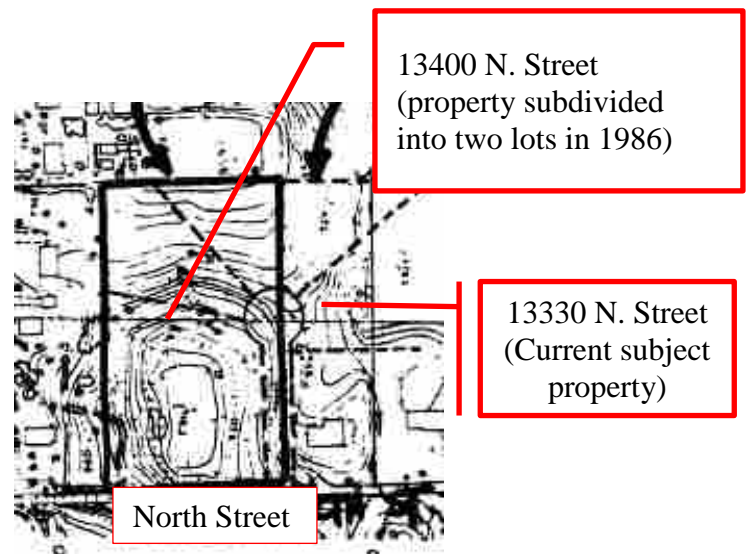 13400 N. Street
(property subdivided
into two lots in 1986)
13330 N. Street
(Current subject
property)
North Street